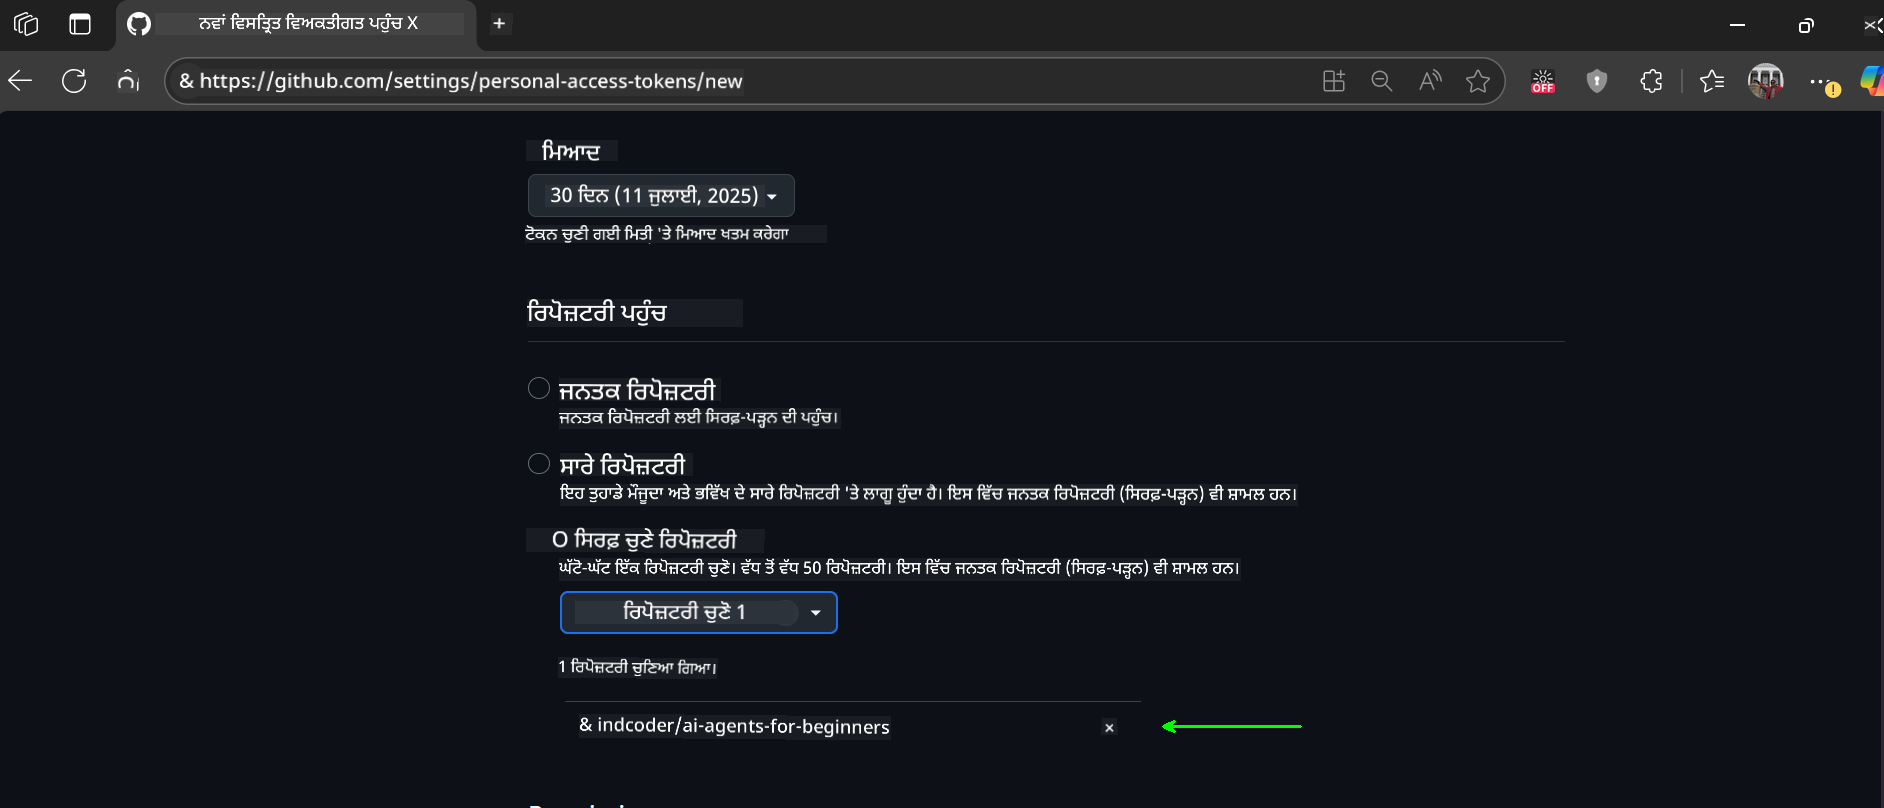 ਨਵਾਂ ਵਿਸਤ੍ਰਿਤ ਵਿਅਕਤੀਗਤ ਪਹੁੰਚ X
& https://github.com/settings/personal-access-tokens/new
OFF
ਮਿਆਦ
30 ਦਿਨ (11 ਜੁਲਾਈ, 2025)
ਟੋਕਨ ਚੁਣੀ ਗਈ ਮਿਤੀ 'ਤੇ ਮਿਆਦ ਖਤਮ ਕਰੇਗਾ
ਰਿਪੋਜ਼ਟਰੀ ਪਹੁੰਚ
ਜਨਤਕ ਰਿਪੋਜ਼ਟਰੀ
ਜਨਤਕ ਰਿਪੋਜ਼ਟਰੀ ਲਈ ਸਿਰਫ਼-ਪੜ੍ਹਨ ਦੀ ਪਹੁੰਚ।
ਸਾਰੇ ਰਿਪੋਜ਼ਟਰੀ
ਇਹ ਤੁਹਾਡੇ ਮੌਜੂਦਾ ਅਤੇ ਭਵਿੱਖ ਦੇ ਸਾਰੇ ਰਿਪੋਜ਼ਟਰੀ 'ਤੇ ਲਾਗੂ ਹੁੰਦਾ ਹੈ। ਇਸ ਵਿੱਚ ਜਨਤਕ ਰਿਪੋਜ਼ਟਰੀ (ਸਿਰਫ਼-ਪੜ੍ਹਨ) ਵੀ ਸ਼ਾਮਲ ਹਨ।
O ਸਿਰਫ਼ ਚੁਣੇ ਰਿਪੋਜ਼ਟਰੀ
ਘੱਟੋ-ਘੱਟ ਇੱਕ ਰਿਪੋਜ਼ਟਰੀ ਚੁਣੋ। ਵੱਧ ਤੋਂ ਵੱਧ 50 ਰਿਪੋਜ਼ਟਰੀ। ਇਸ ਵਿੱਚ ਜਨਤਕ ਰਿਪੋਜ਼ਟਰੀ (ਸਿਰਫ਼-ਪੜ੍ਹਨ) ਵੀ ਸ਼ਾਮਲ ਹਨ।
ਰਿਪੋਜ਼ਟਰੀ ਚੁਣੋ 1
1 ਰਿਪੋਜ਼ਟਰੀ ਚੁਣਿਆ ਗਿਆ।
& indcoder/ai-agents-for-beginners